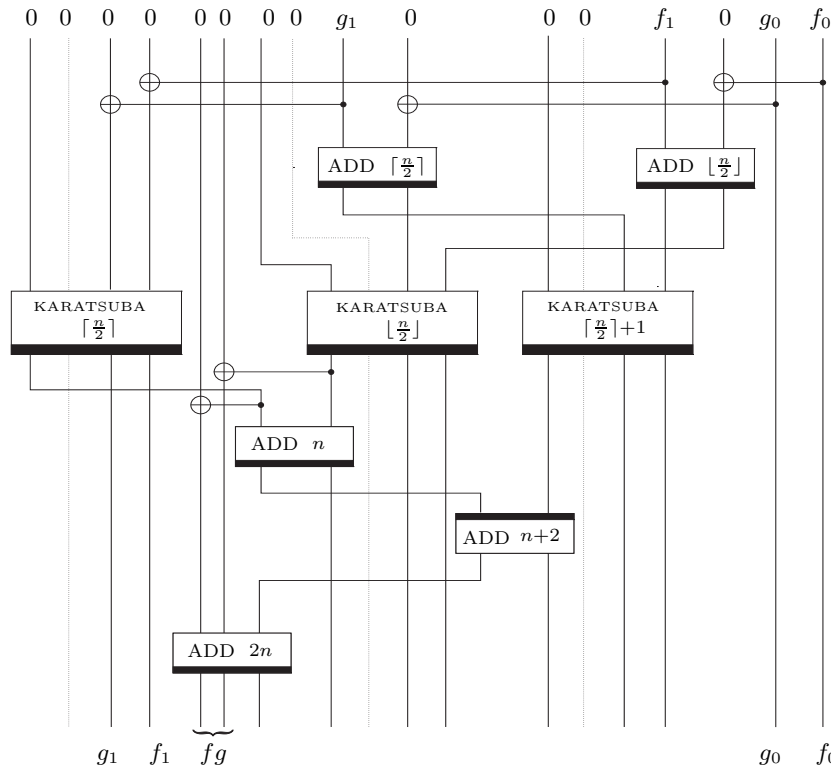 0 0 0 0 0 0 0 0 g₁ 0 0 0 f₁ 0 g₀ f₀
ADD ⌈n/2⌉ ADD ⌊n/2⌋
KARATSUBA KARATSUBA KARATSUBA
⌈n/2⌉ ⌊n/2⌋ ⌈n/2⌉+1
ADD n
ADD n+2
ADD 2n
g₁ f₁ fg g₀ f₀